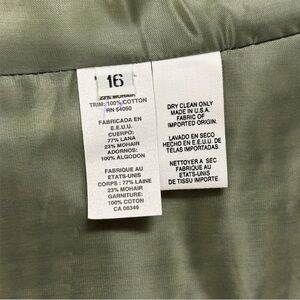 16
23% MOHAIR
TRIM: 100% COTTON
RN 54050
FABRICADA EN
E.E.U.U.
CUERPO:
77% LANA
23% MOHAIR
ADORNOS:
100% ALGODON
FABRIQUE AU
ETATS-UNIS
CORPS: 77% LAINE
23% MOHAIR
GARNITURE:
100% COTON
CA 08346
DRY CLEAN ONLY
MADE IN U.S.A.
FABRIC OF
IMPORTED ORIGIN.
LAVADO EN SECO
HECHO EN E.E.U.U. DE
TELAS IMPORTADAS.
NETTOYER A SEC
FABRIQUE AU
ETATS-UNIS
DE TISSU IMPORTE.